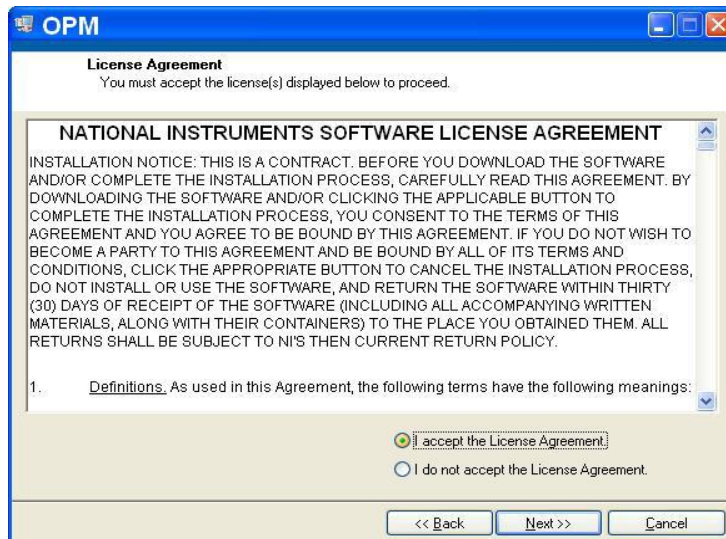 OPM
License Agreement
You must accept the license(s) displayed below to proceed.
NATIONAL INSTRUMENTS SOFTWARE LICENSE AGREEMENT
INSTALLATION NOTICE: THIS IS A CONTRACT. BEFORE YOU DOWNLOAD THE SOFTWARE
AND/OR COMPLETE THE INSTALLATION PROCESS, CAREFULLY READ THIS AGREEMENT. BY
DOWNLOADING THE SOFTWARE AND/OR CLICKING THE APPLICABLE BUTTON TO
COMPLETE THE INSTALLATION PROCESS, YOU CONSENT TO THE TERMS OF THIS
AGREEMENT AND YOU AGREE TO BE BOUND BY THIS AGREEMENT. IF YOU DO NOT WISH TO
BECOME A PARTY TO THIS AGREEMENT AND BE BOUND BY ALL OF ITS TERMS AND
CONDITIONS, CLICK THE APPROPRIATE BUTTON TO CANCEL THE INSTALLATION PROCESS,
DO NOT INSTALL OR USE THE SOFTWARE, AND RETURN THE SOFTWARE WITHIN THIRTY
(30) DAYS OF RECEIPT OF THE SOFTWARE (INCLUDING ALL ACCOMPANYING WRITTEN
MATERIALS, ALONG WITH THEIR CONTAINERS) TO THE PLACE YOU OBTAINED THEM. ALL
RETURNS SHALL BE SUBJECT TO NI'S THEN CURRENT RETURN POLICY.
1. Definitions. As used in this Agreement, the following terms have the following meanings:
I accept the License Agreement.
I do not accept the License Agreement.
<< Back Next >> Cancel